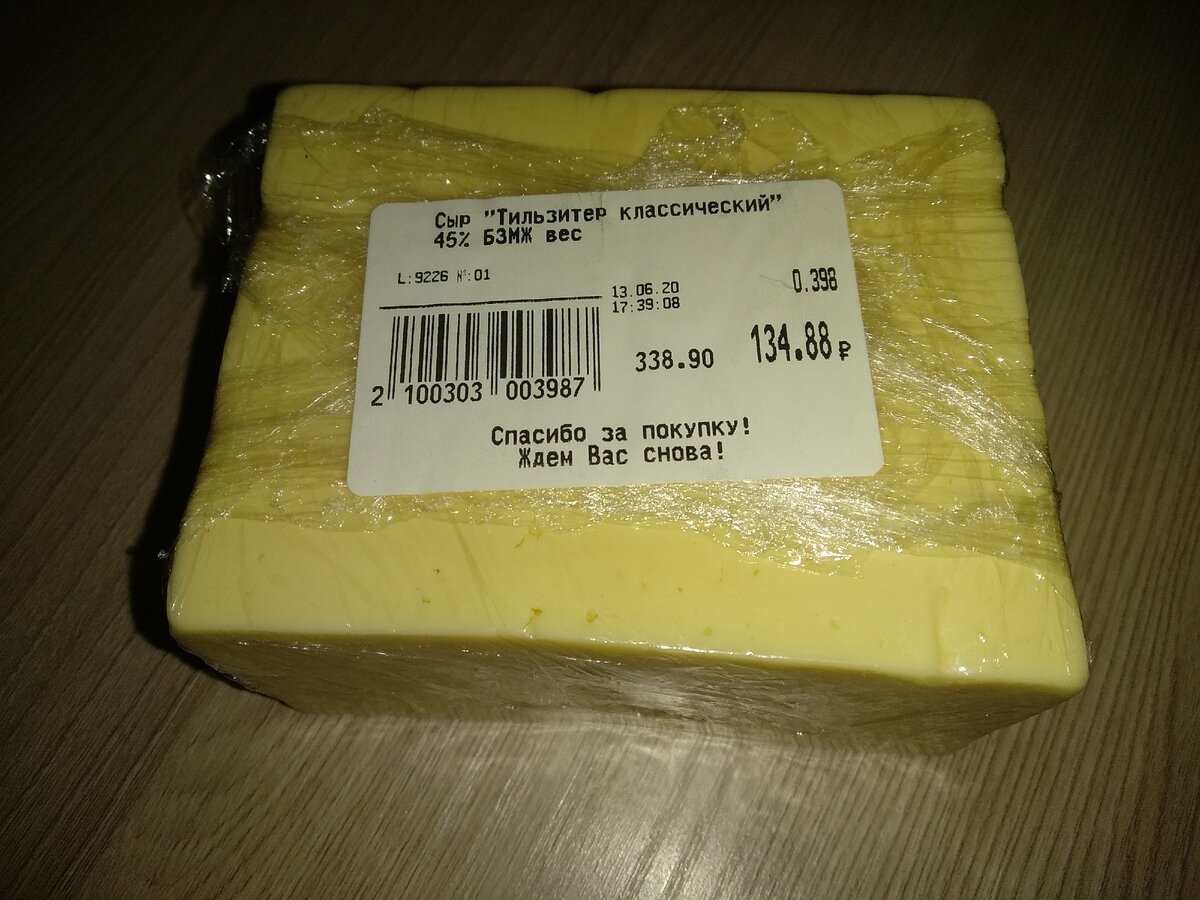 Сыр "Тильзитер классический"
45% БЗМЖ вес
L:9226 №:01
13.06.20
17:39:08
0.398
338.90
134.88 ₽
2 100303 003987
Спасибо за покупку!
Ждем Вас снова!